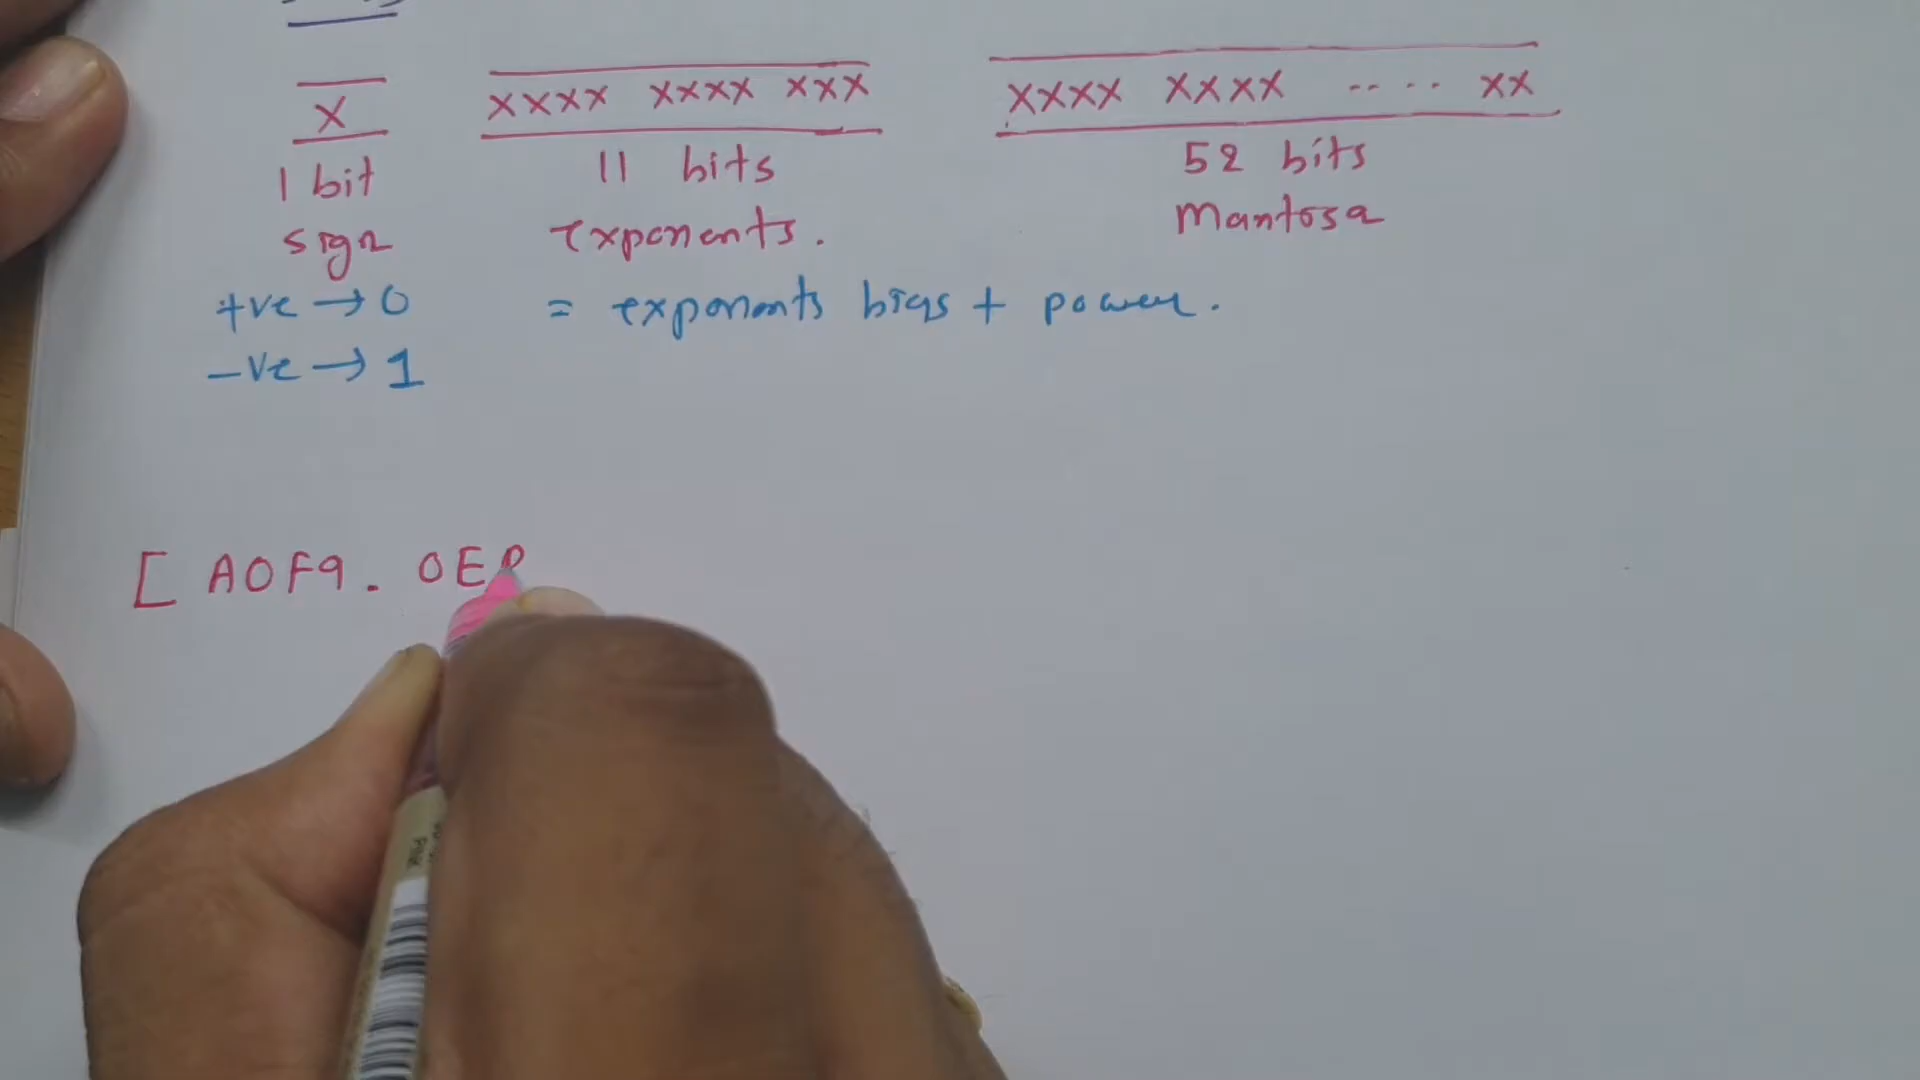 X XXXX XXXX XXX XXXX XXXX ..... XX
1 bit 11 bits 52 bits
sign exponents. Mantosa
+ve → 0 = exponents bias + power.
-ve → 1
[ A0F9. 0E